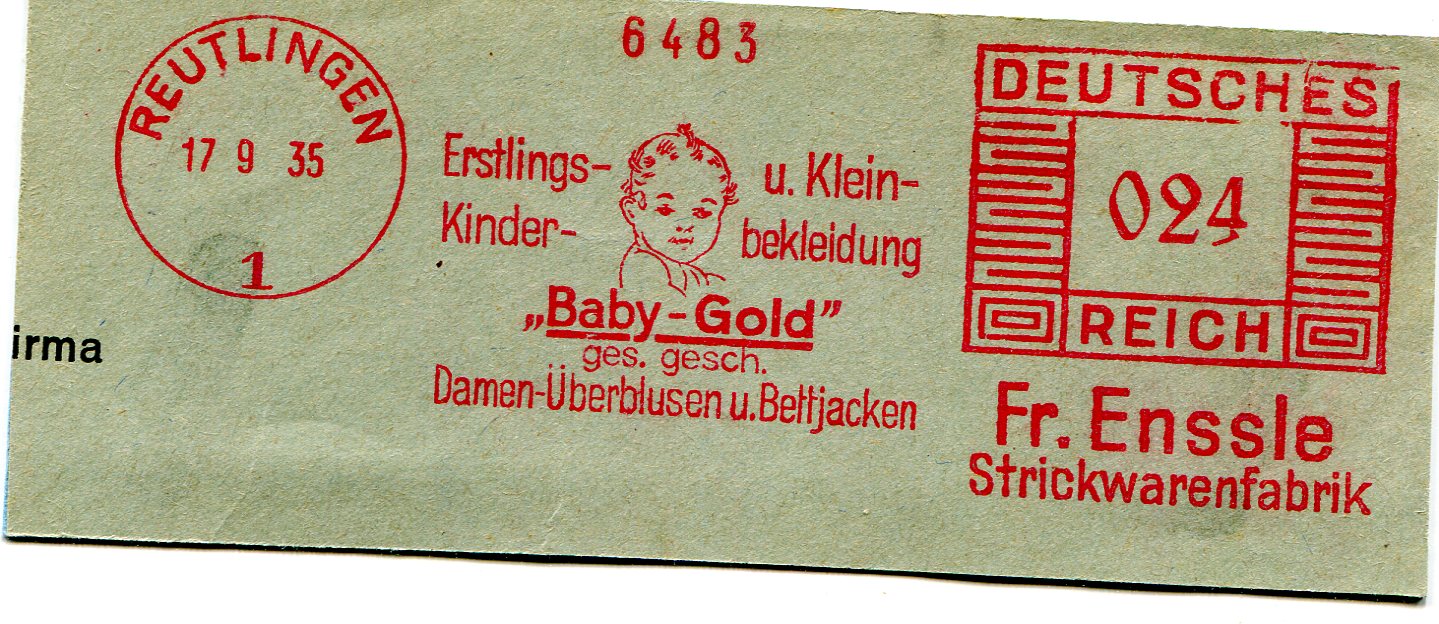 REUTLINGEN
17 9 35
1
6483
Erstlings- u. Klein-
Kinder- bekleidung
„Baby-Gold”
ges. gesch.
Damen-Überblusen u. Bettjacken
DEUTSCHES
024
REICH
Fr. Enssle
Strickwarenfabrik
irma